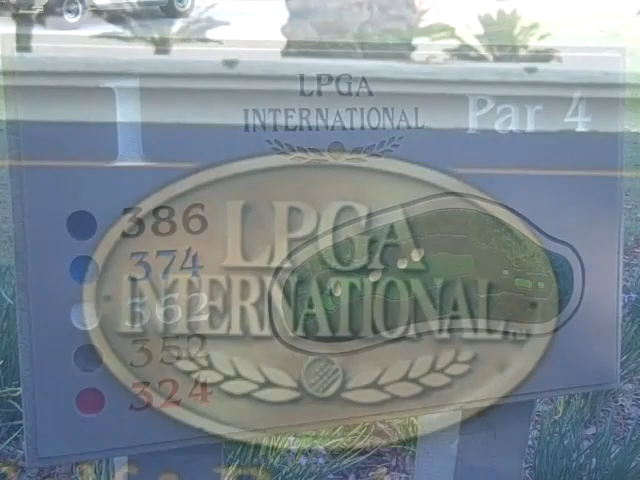 LPGA
INTERNATIONAL
1 Par 4
386
374
362
352
324
LPGA
INTERNATIONAL